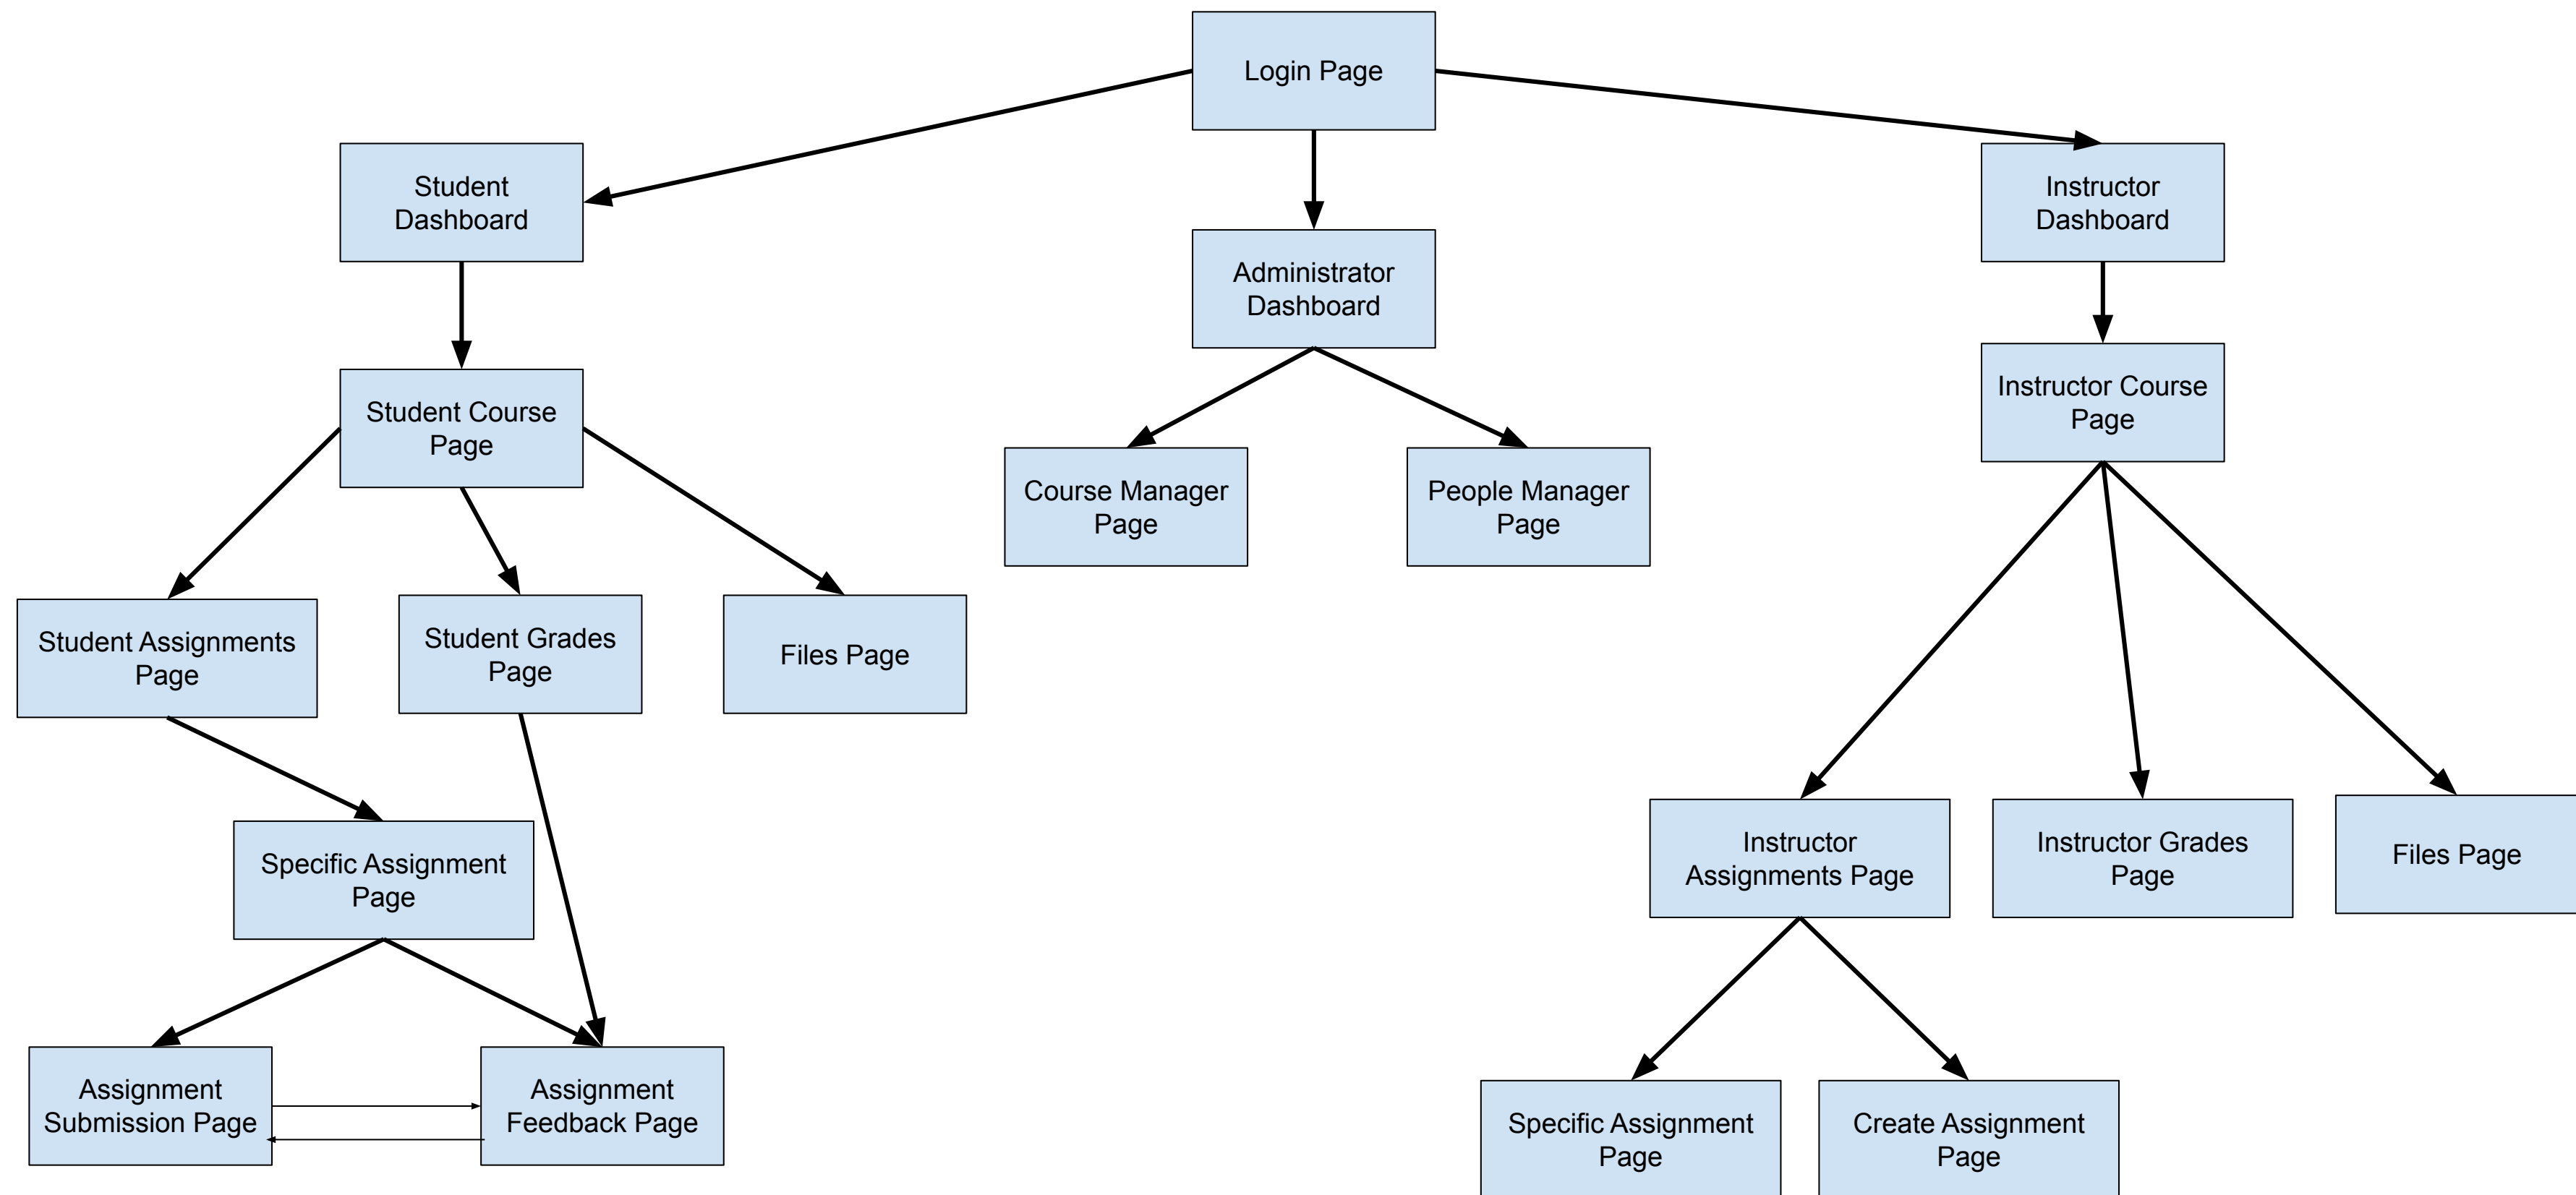 Login Page
Student
Dashboard
Instructor
Dashboard
Administrator
Dashboard
Student Course
Page
Instructor Course
Page
Course Manager
Page
People Manager
Page
Student Assignments
Page
Student Grades
Page
Files Page
Specific Assignment
Page
Instructor
Assignments Page
Instructor Grades
Page
Files Page
Assignment
Submission Page
Assignment
Feedback Page
Specific Assignment
Page
Create Assignment
Page